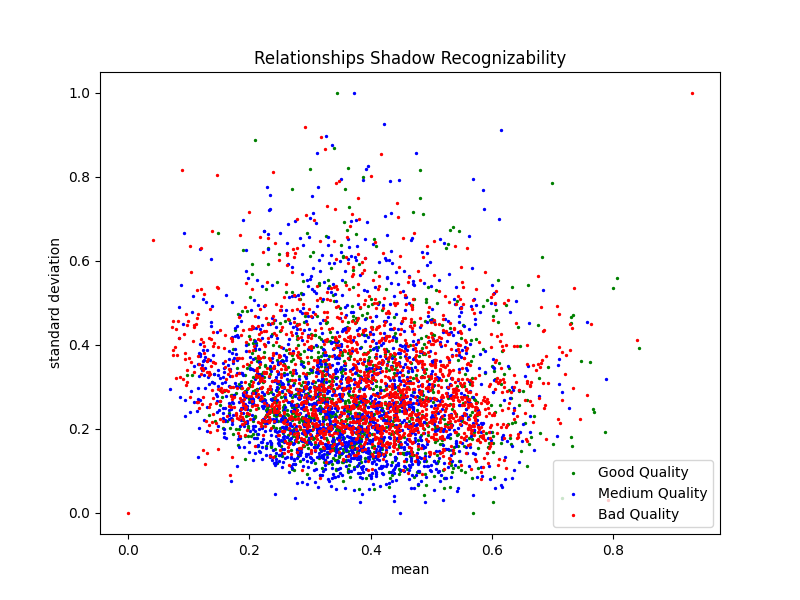 Relationships Shadow Recognizability
1.0
0.8
0.6
0.4
0.2
0.0
standard deviation
0.0 0.2 0.4 0.6 0.8
mean
Good Quality
Medium Quality
Bad Quality